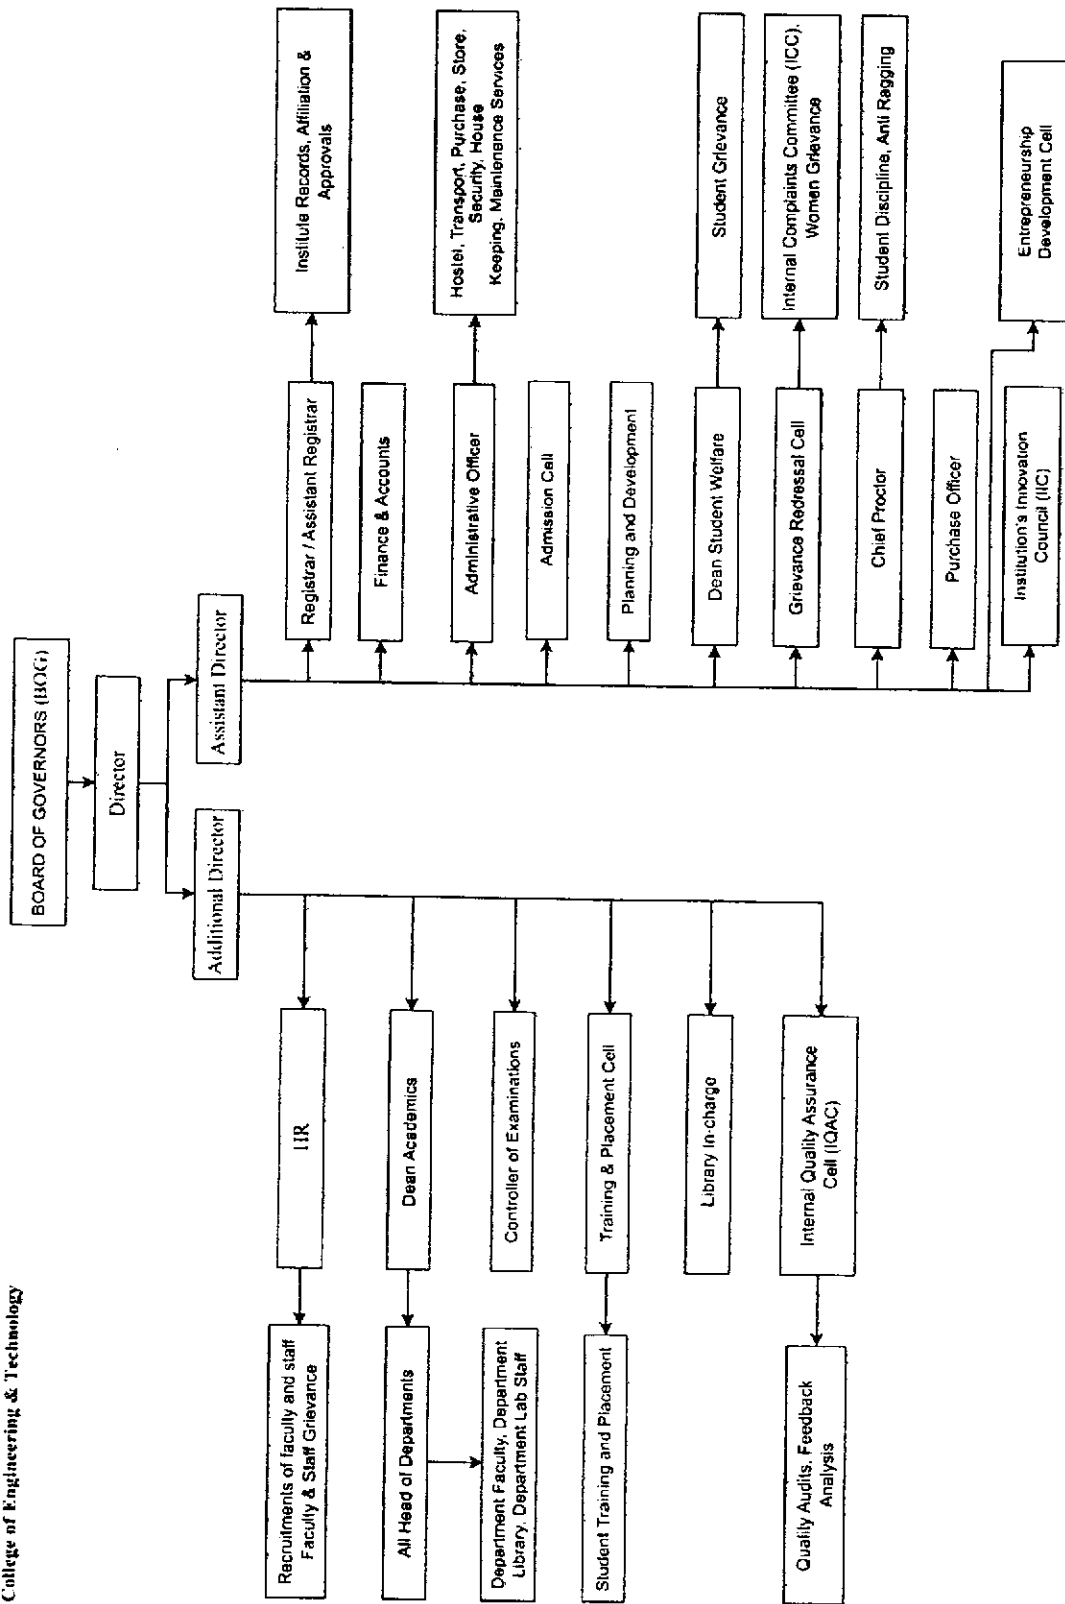 College of Engineering & Technology
BOARD OF GOVERNORS (BOG)
Director
Additional Director
Assistant Director
HR
Recruitments of faculty and staff
Faculty & Staff Grievance
Dean Academics
All Head of Departments
Department Faculty, Department
Library, Department Lab Staff
Controller of Examinations
Training & Placement Cell
Student Training and Placement
Library In-charge
Internal Quality Assurance
Cell (IQAC)
Quality Audits, Feedback
Analysis
Registrar / Assistant Registrar
Institute Records, Affiliation &
Approvals
Finance & Accounts
Administrative Officer
Hostel, Transport, Purchase, Store,
Security, House
Keeping, Maintenence Services
Admission Cell
Planning and Development
Dean Student Welfare
Student Grievance
Grievance Redressal Cell
Internal Complaints Committee (ICC),
Women Grievance
Chief Proctor
Student Discipline, Anti Ragging
Purchase Officer
Institution's Innovation
Council (IIC)
Entrepreneurship
Development Cell